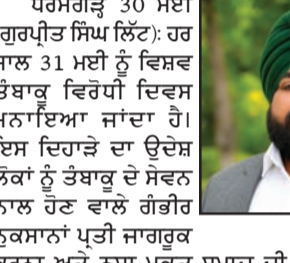 ਧਰਮਗੜ੍ਹ 30 ਮਈ
(ਗੁਰਪ੍ਰੀਤ ਸਿੰਘ ਲਿੱਟ): ਹਰ
ਸਾਲ 31 ਮਈ ਨੂੰ ਵਿਸ਼ਵ
ਤੰਬਾਕੂ ਵਿਰੋਧੀ ਦਿਵਸ
ਮਨਾਇਆ ਜਾਂਦਾ ਹੈ।
ਇਸ ਦਿਹਾੜੇ ਦਾ ਉਦੇਸ਼
ਲੋਕਾਂ ਨੂੰ ਤੰਬਾਕੂ ਦੇ ਸੇਵਨ
ਨਾਲ ਹੋਣ ਵਾਲੇ ਗੰਭੀਰ
ਨੁਕਸਾਨਾਂ ਪ੍ਰਤੀ ਜਾਗਰੂਕ